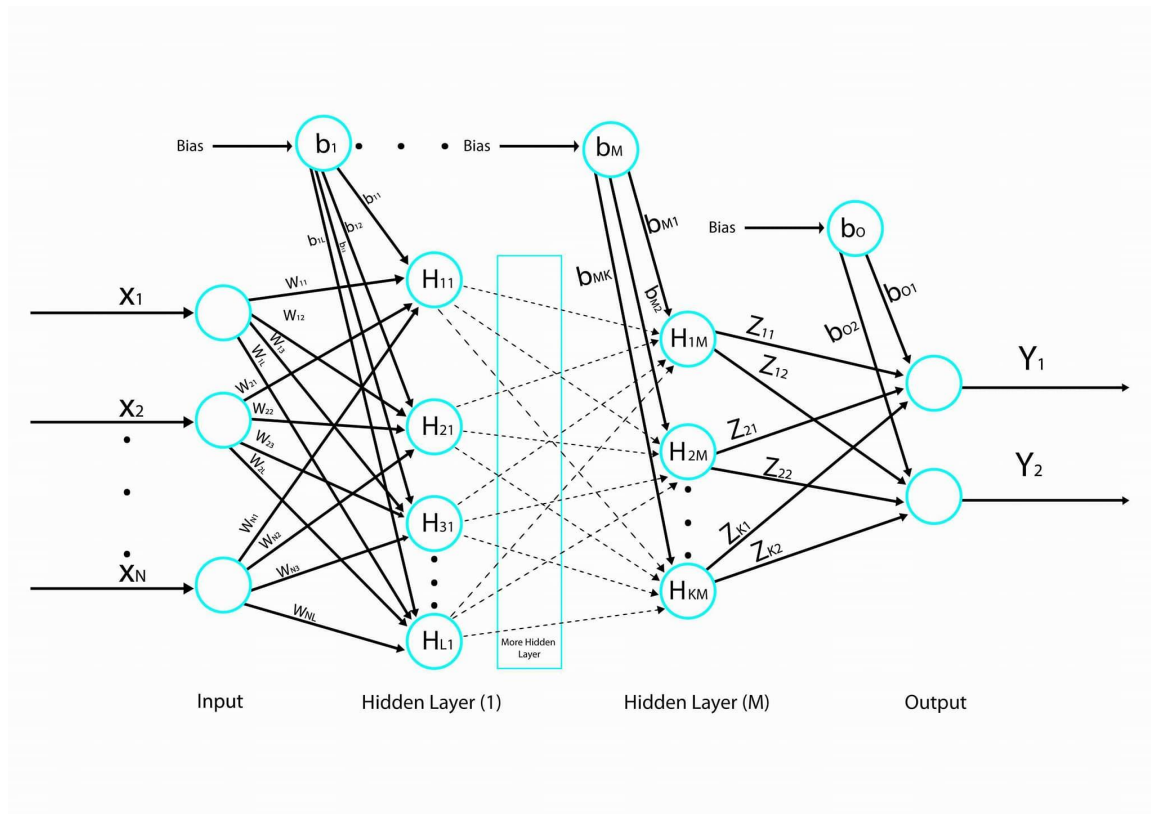 Bias
b1
Bias
bM
Bias
bO
b11
b12
b1L
bM1
bM2
bMK
bO1
bO2
X1
X2
XN
W11
W12
W13
W1L
W21
W22
W23
W2L
WN1
WN2
WN3
WNL
H11
H21
H31
HL1
More Hidden
Layer
H1M
H2M
HKM
Z11
Z12
Z21
Z22
ZK1
ZK2
Y1
Y2
Input
Hidden Layer (1)
Hidden Layer (M)
Output